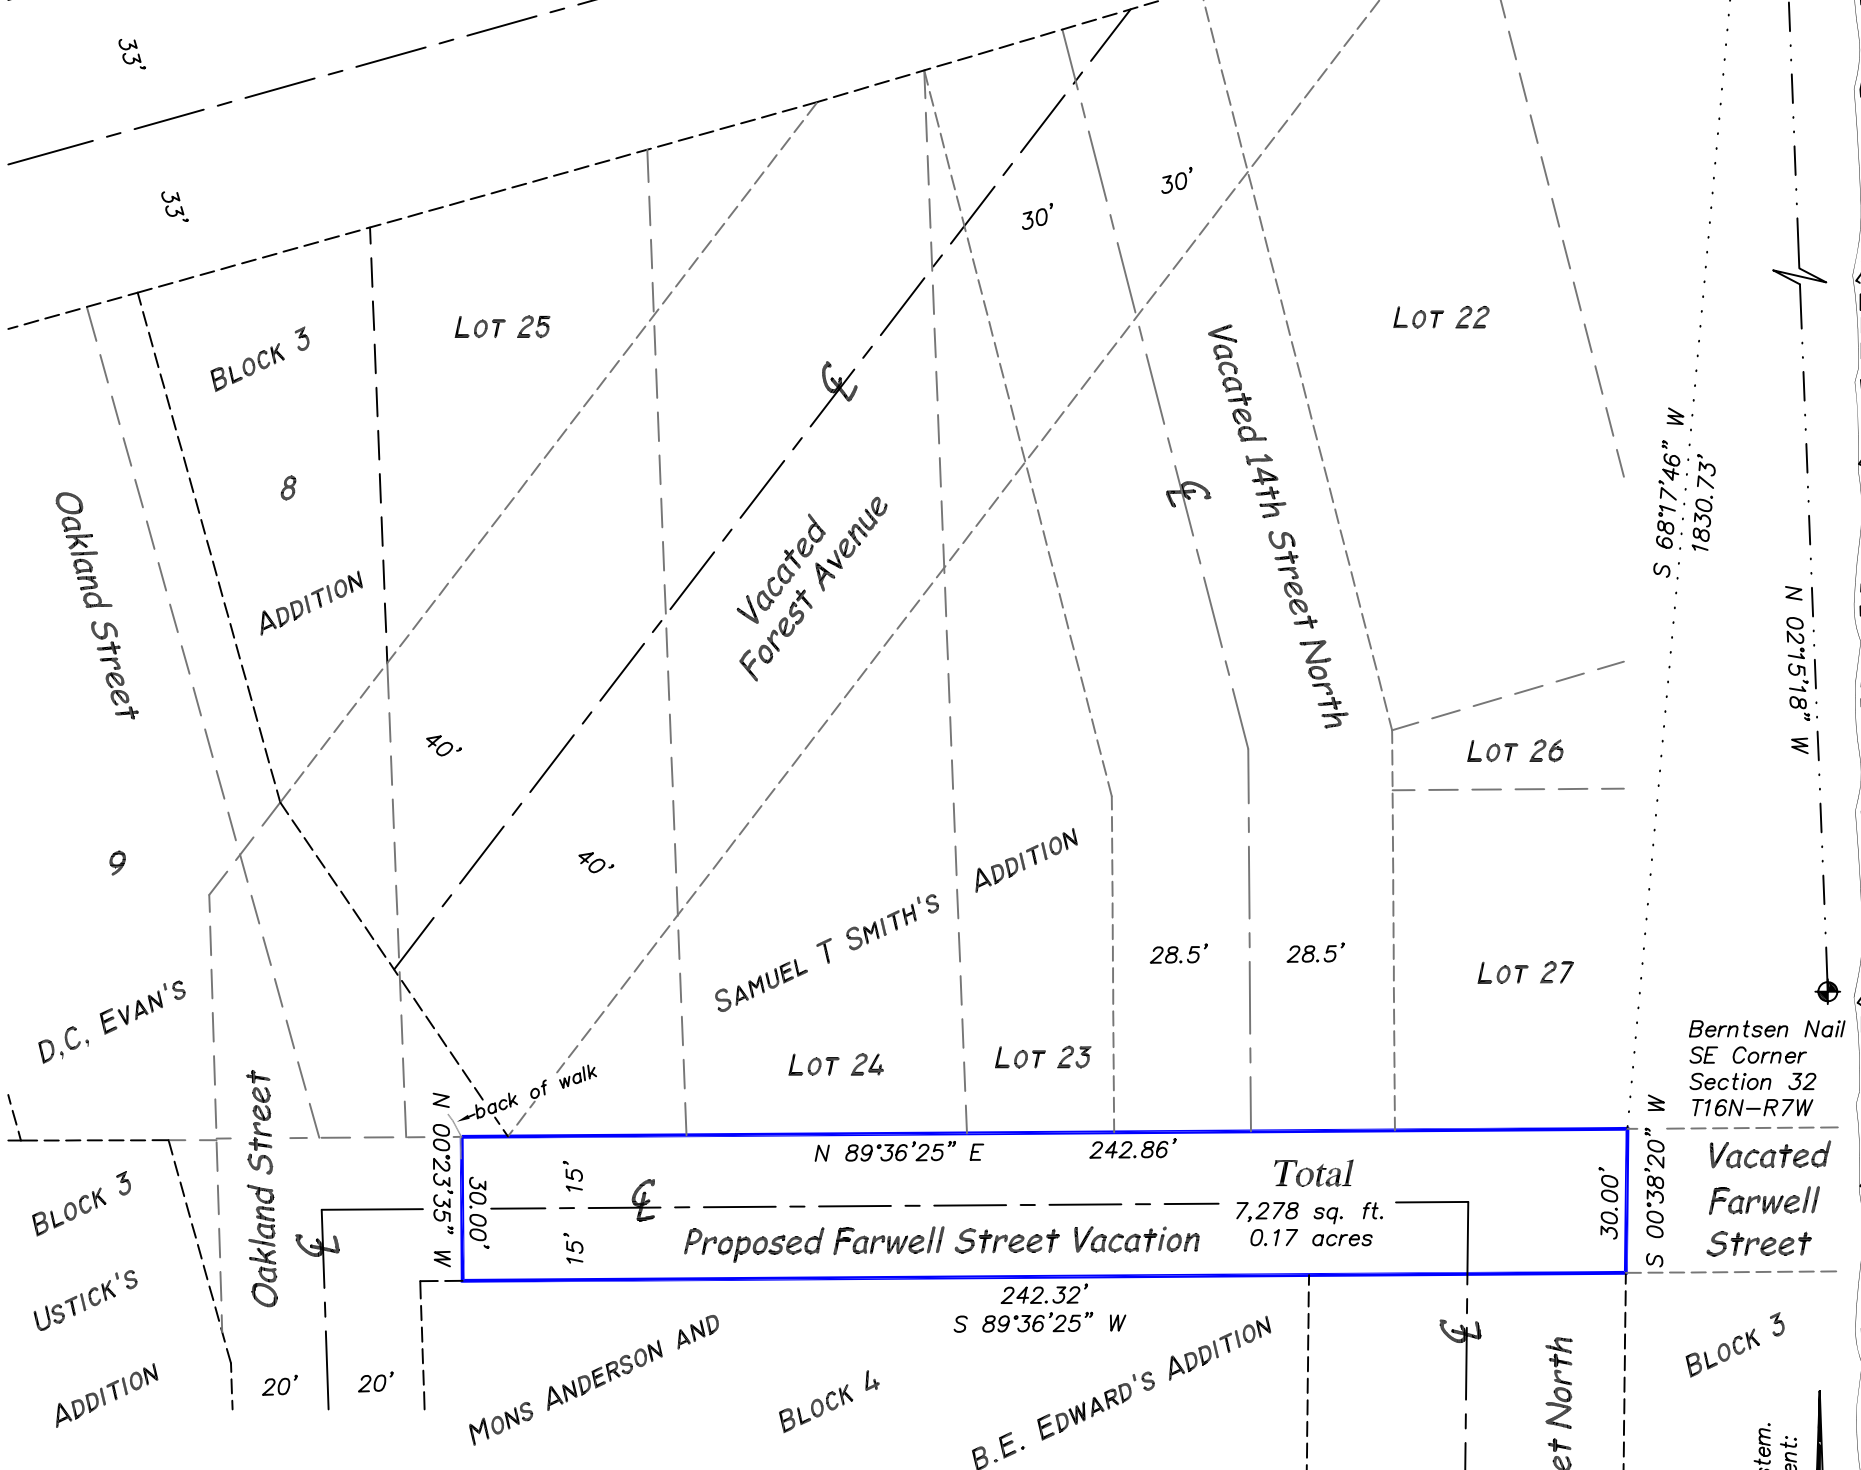 33'
33'
30'
30'
Block 3
Lot 25
Lot 22
8
Oakland Street
Addition
Vacated
Forest Avenue
Vacated 14th Street North
S 68°17'46" W
1830.73'
N 02°15'18" W
40'
40'
Lot 26
9
Samuel T Smith's Addition
28.5'
28.5'
Lot 27
D.C. Evan's
Lot 24
Lot 23
Berntsen Nail
SE Corner
Section 32
T16N-R7W
back of walk
N 00°23'35" W
30.00'
N 89°36'25" E 242.86'
15'
15'
Total
7,278 sq. ft.
0.17 acres
Proposed Farwell Street Vacation
30.00'
S 00°38'20" W
Vacated
Farwell
Street
Oakland Street
Block 3
Ustick's
Addition
242.32'
S 89°36'25" W
20'
20'
Mons Anderson and
Block 4
B.E. Edward's Addition
et North
Block 3
stem.
ent: